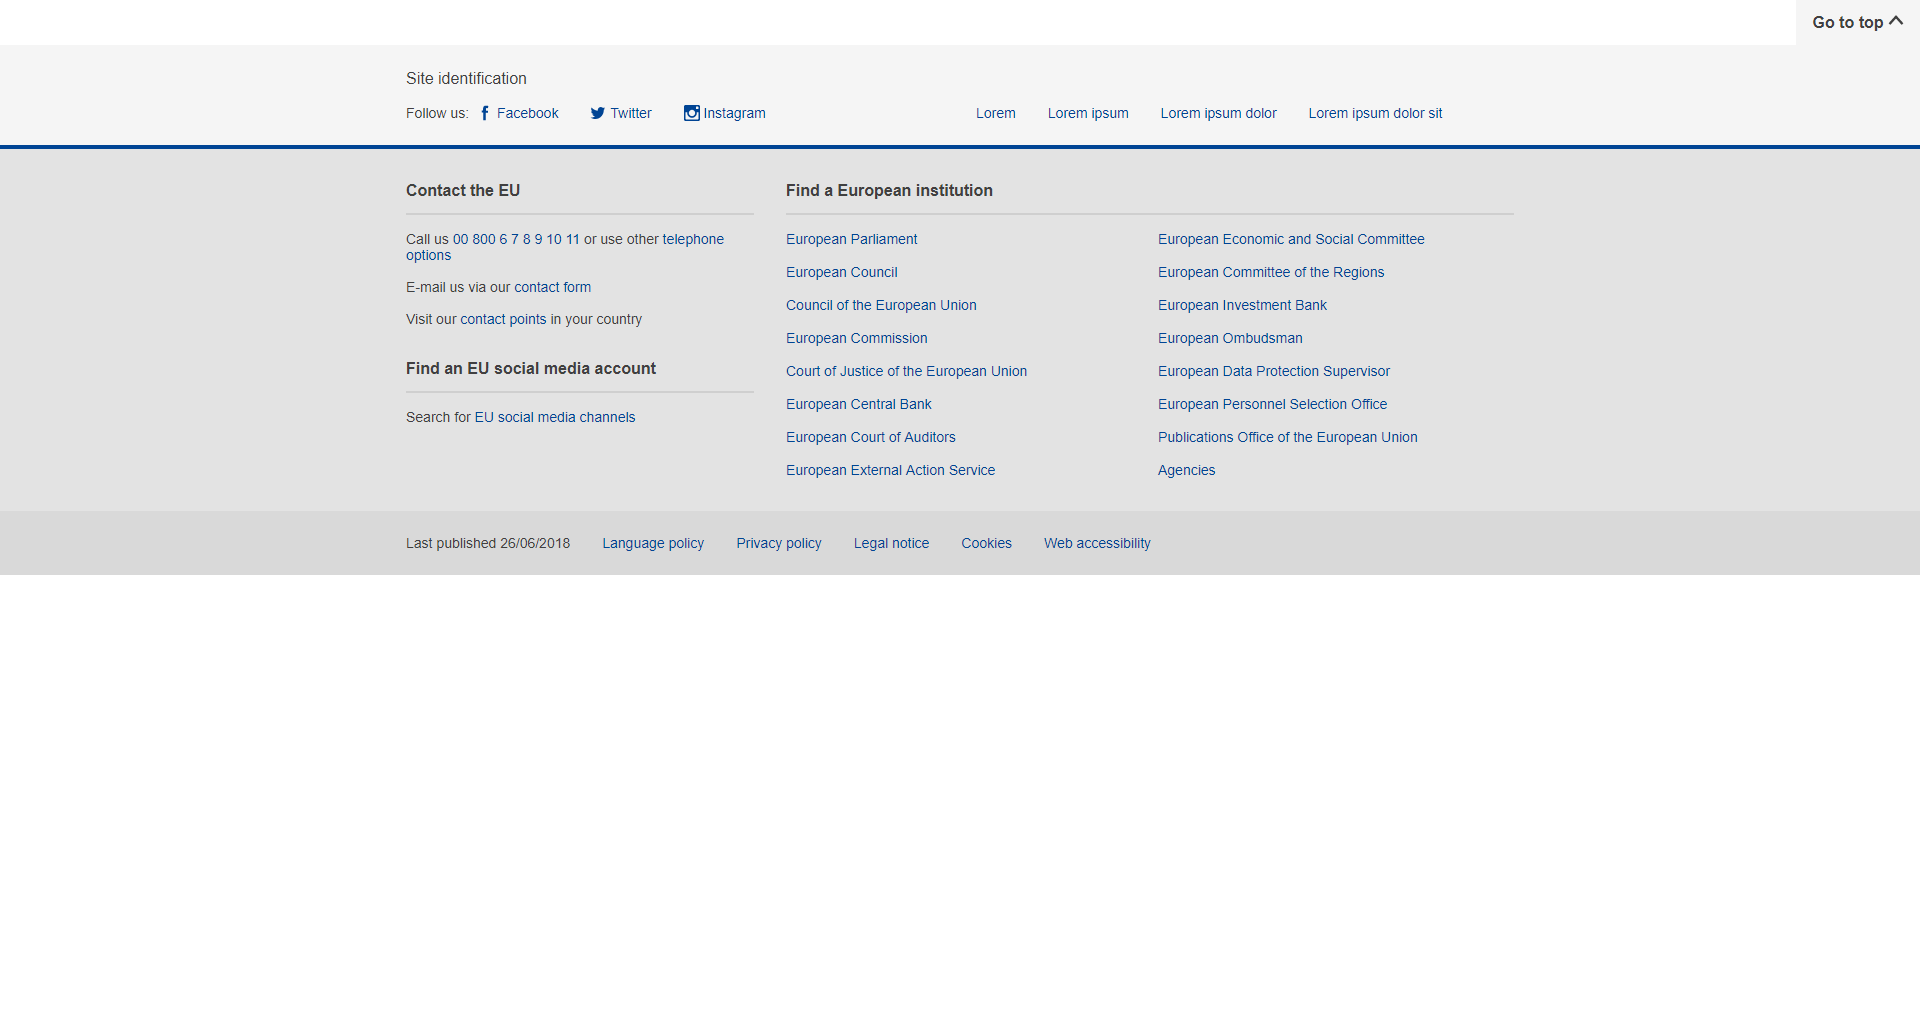 Go to top
Site identification
Follow us: Facebook Twitter Instagram
Lorem Lorem ipsum Lorem ipsum dolor Lorem ipsum dolor sit
Contact the EU
Call us 00 800 6 7 8 9 10 11 or use other telephone
options
E-mail us via our contact form
Visit our contact points in your country
Find an EU social media account
Search for EU social media channels
Find a European institution
European Parliament
European Council
Council of the European Union
European Commission
Court of Justice of the European Union
European Central Bank
European Court of Auditors
European External Action Service
European Economic and Social Committee
European Committee of the Regions
European Investment Bank
European Ombudsman
European Data Protection Supervisor
European Personnel Selection Office
Publications Office of the European Union
Agencies
Last published 26/06/2018 Language policy Privacy policy Legal notice Cookies Web accessibility